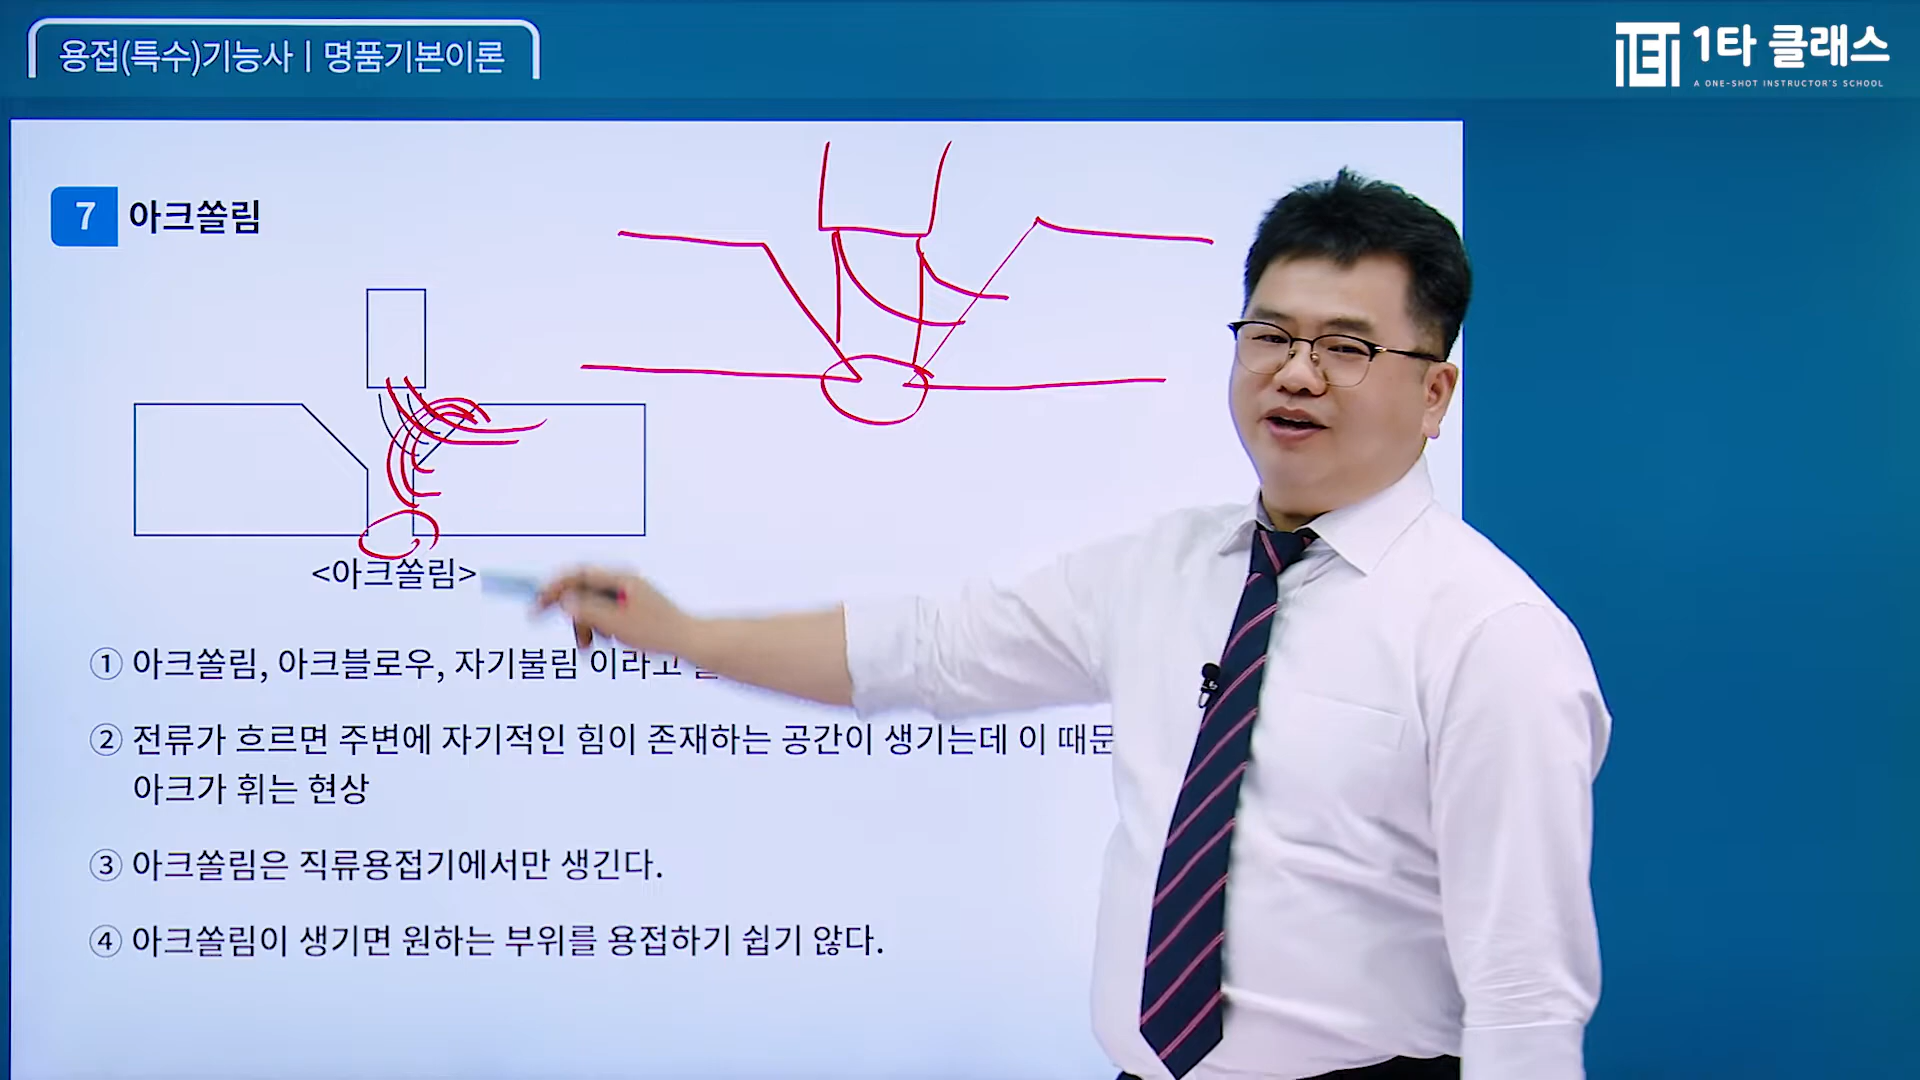 용접(특수)기능사 | 명품기본이론
1타 클래스
A ONE-SHOT INSTRUCTOR'S SCHOOL
7 아크쏠림
<아크쏠림>
① 아크쏠림, 아크블로우, 자기불림 이라고
② 전류가 흐르면 주변에 자기적인 힘이 존재하는 공간이 생기는데 이
아크가 휘는 현상
③ 아크쏠림은 직류용접기에서만 생긴다.
④ 아크쏠림이 생기면 원하는 부위를 용접하기 쉽기 않다.